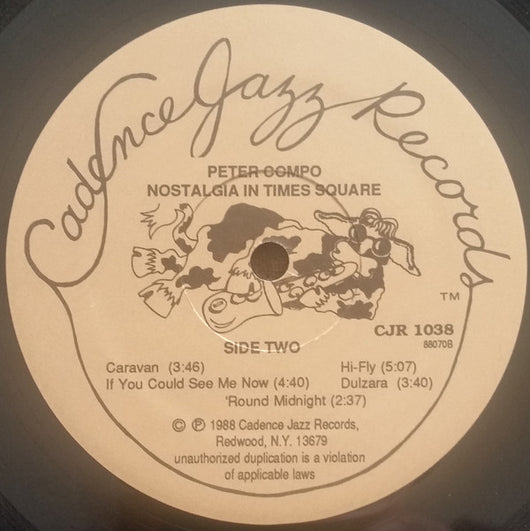 Cadence Jazz Records
PETER COMPO
NOSTALGIA IN TIMES SQUARE
TM
CJR 1038
88070B
SIDE TWO
Caravan (3:46) Hi-Fly (5:07)
If You Could See Me Now (4:40) Dulzara (3:40)
'Round Midnight (2:37)
© ℗ 1988 Cadence Jazz Records,
Redwood, N.Y. 13679
unauthorized duplication is a violation
of applicable laws